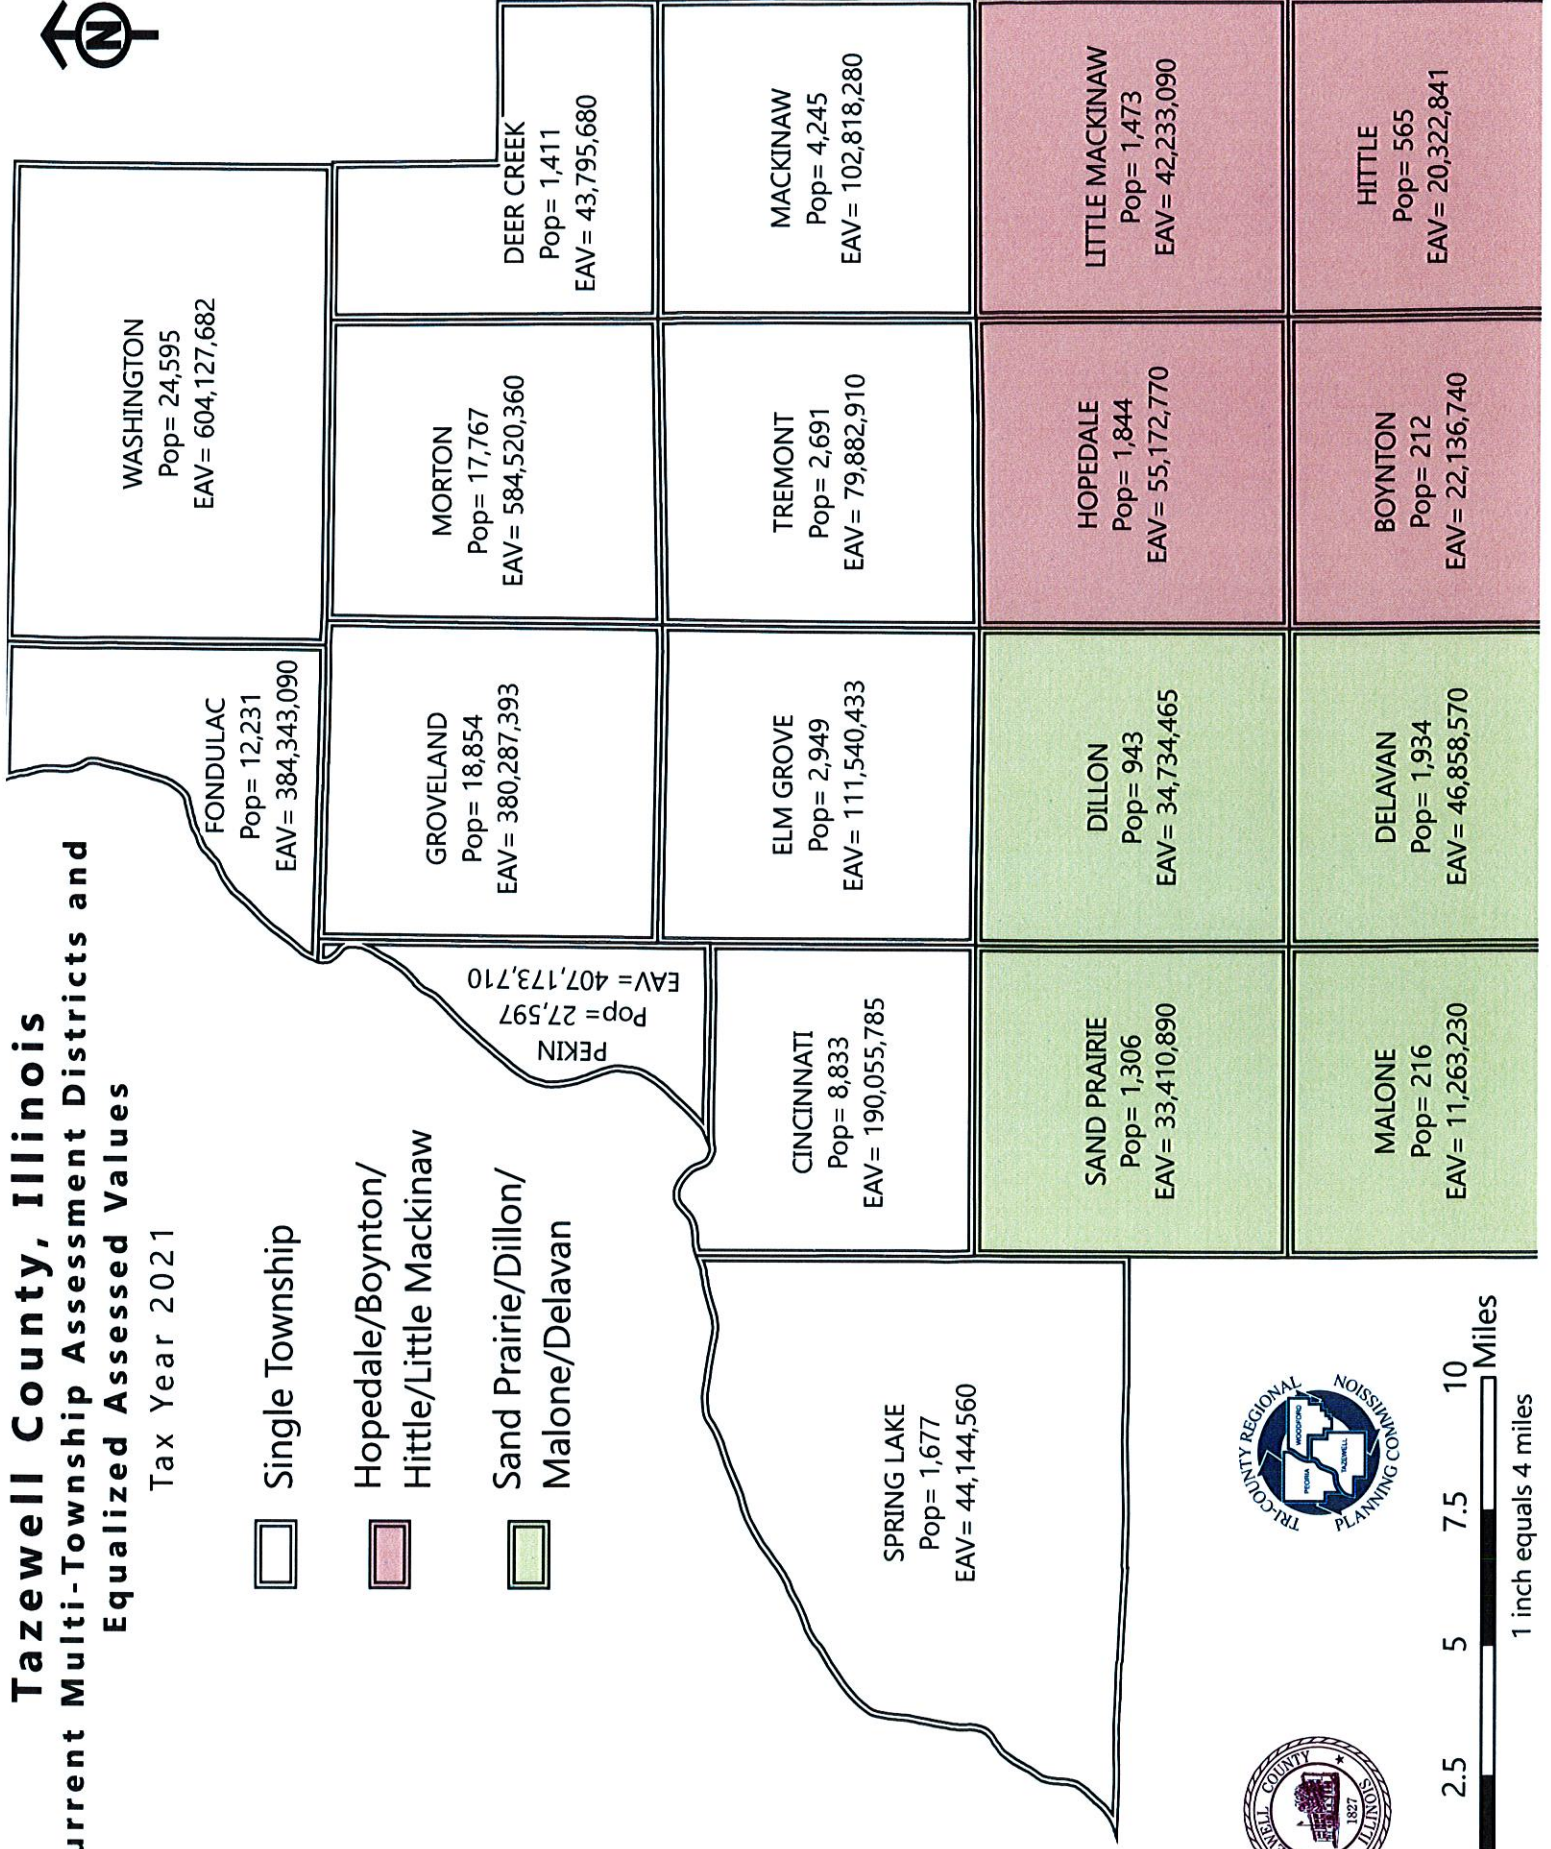 Tazewell County, Illinois
Multi-Township Assessment Districts and
Equalized Assessed Values
Tax Year 2021
Single Township
Hopedale/Boynton/
Hittle/Little Mackinaw
Sand Prairie/Dillon/
Malone/Delavan
N
WASHINGTON
Pop= 24,595
EAV= 604,127,682
FONDULAC
Pop= 12,231
EAV= 384,343,090
DEER CREEK
Pop= 1,411
EAV= 43,795,680
MORTON
Pop= 17,767
EAV= 584,520,360
GROVELAND
Pop= 18,854
EAV= 380,287,393
PEKIN
Pop= 27,597
EAV= 407,173,710
MACKINAW
Pop= 4,245
EAV= 102,818,280
TREMONT
Pop= 2,691
EAV= 79,882,910
ELM GROVE
Pop= 2,949
EAV= 111,540,433
CINCINNATI
Pop= 8,833
EAV= 190,055,785
SPRING LAKE
Pop= 1,677
EAV= 44,144,560
LITTLE MACKINAW
Pop= 1,473
EAV= 42,233,090
HOPEDALE
Pop= 1,844
EAV= 55,172,770
DILLON
Pop= 943
EAV= 34,734,465
SAND PRAIRIE
Pop= 1,306
EAV= 33,410,890
HITTLE
Pop= 565
EAV= 20,322,841
BOYNTON
Pop= 212
EAV= 22,136,740
DELAVAN
Pop= 1,934
EAV= 46,858,570
MALONE
Pop= 216
EAV= 11,263,230
COUNTY
ILLINOIS
1827
TRI-COUNTY REGIONAL
PLANNING COMMISSION
PEORIA
WOODFORD
TAZEWELL
2.5 5 7.5 10
Miles
1 inch equals 4 miles